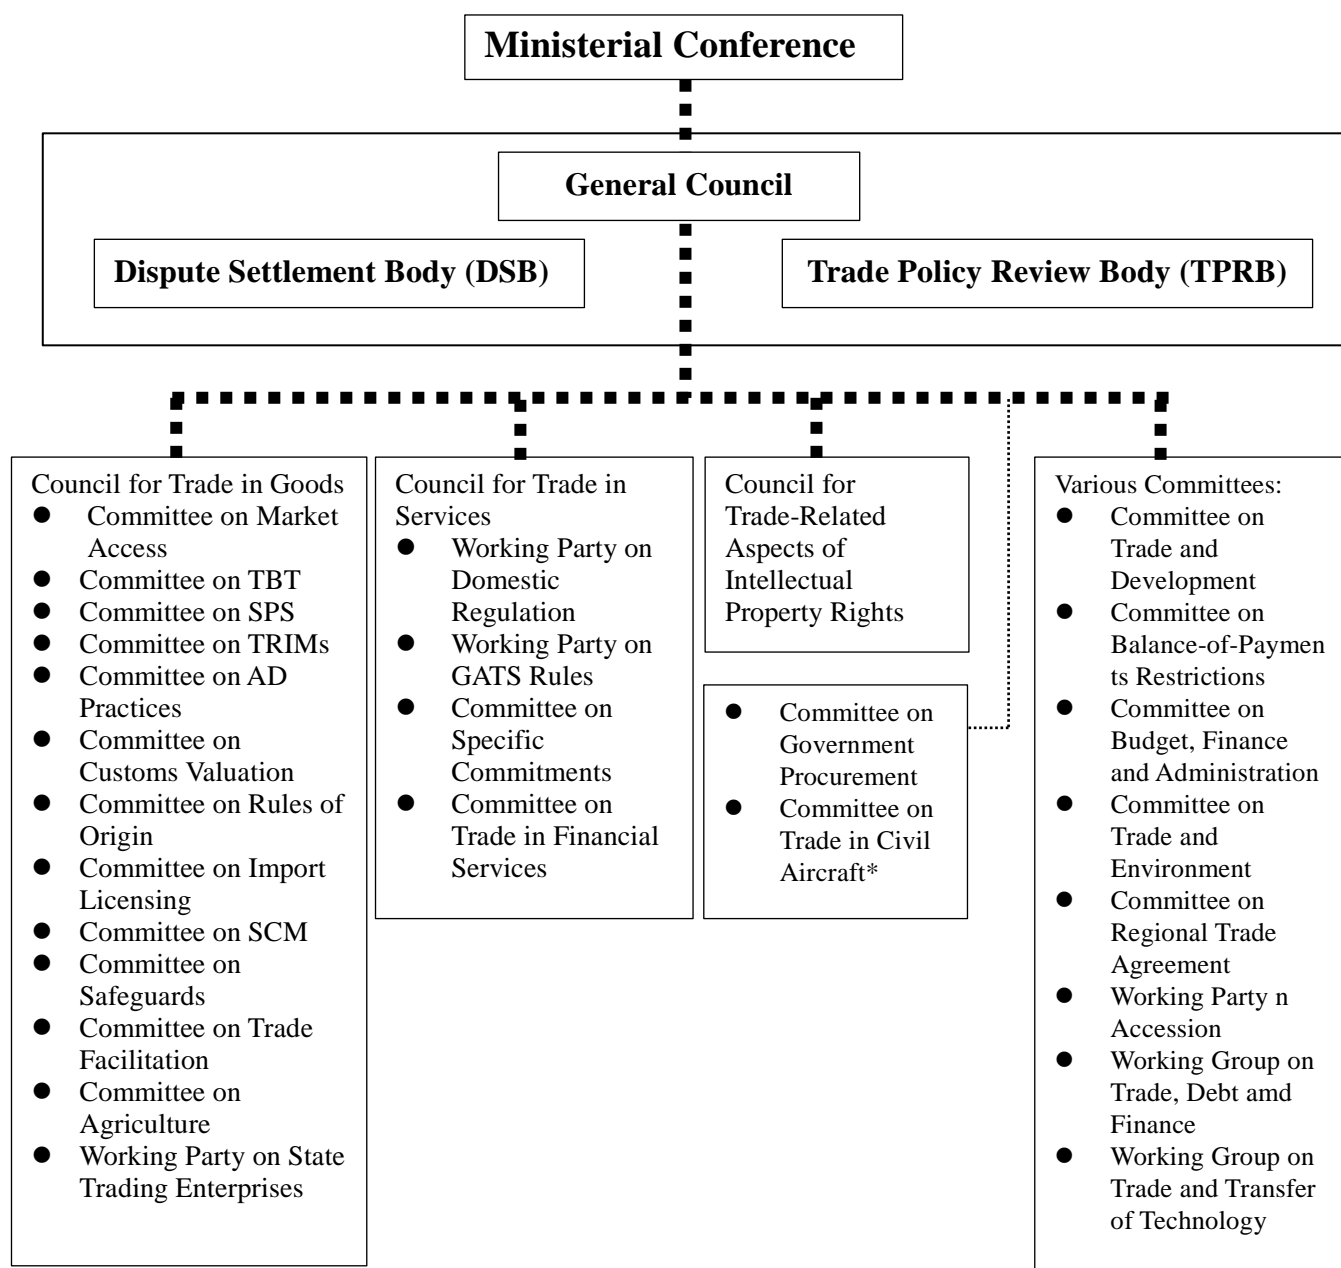 Ministerial Conference
General Council
Dispute Settlement Body (DSB)
Trade Policy Review Body (TPRB)
Council for Trade in Goods
● Committee on Market
Access
● Committee on TBT
● Committee on SPS
● Committee on TRIMs
● Committee on AD
Practices
● Committee on
Customs Valuation
● Committee on Rules of
Origin
● Committee on Import
Licensing
● Committee on SCM
● Committee on
Safeguards
● Committee on Trade
Facilitation
● Committee on
Agriculture
● Working Party on State
Trading Enterprises
Council for Trade in
Services
● Working Party on
Domestic
Regulation
● Working Party on
GATS Rules
● Committee on
Specific
Commitments
● Committee on
Trade in Financial
Services
Council for
Trade-Related
Aspects of
Intellectual
Property Rights
● Committee on
Government
Procurement
● Committee on
Trade in Civil
Aircraft*
Various Committees:
● Committee on
Trade and
Development
● Committee on
Balance-of-Paymen
ts Restrictions
● Committee on
Budget, Finance
and Administration
● Committee on
Trade and
Environment
● Committee on
Regional Trade
Agreement
● Working Party n
Accession
● Working Group on
Trade, Debt amd
Finance
● Working Group on
Trade and Transfer
of Technology